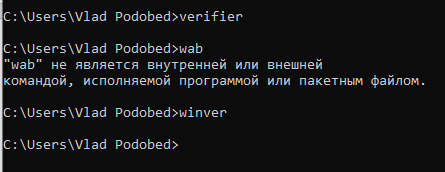 C:\Users\Vlad Podobed>verifier
C:\Users\Vlad Podobed>wab
"wab" не является внутренней или внешней
командой, исполняемой программой или пакетным файлом.
C:\Users\Vlad Podobed>winver
C:\Users\Vlad Podobed>